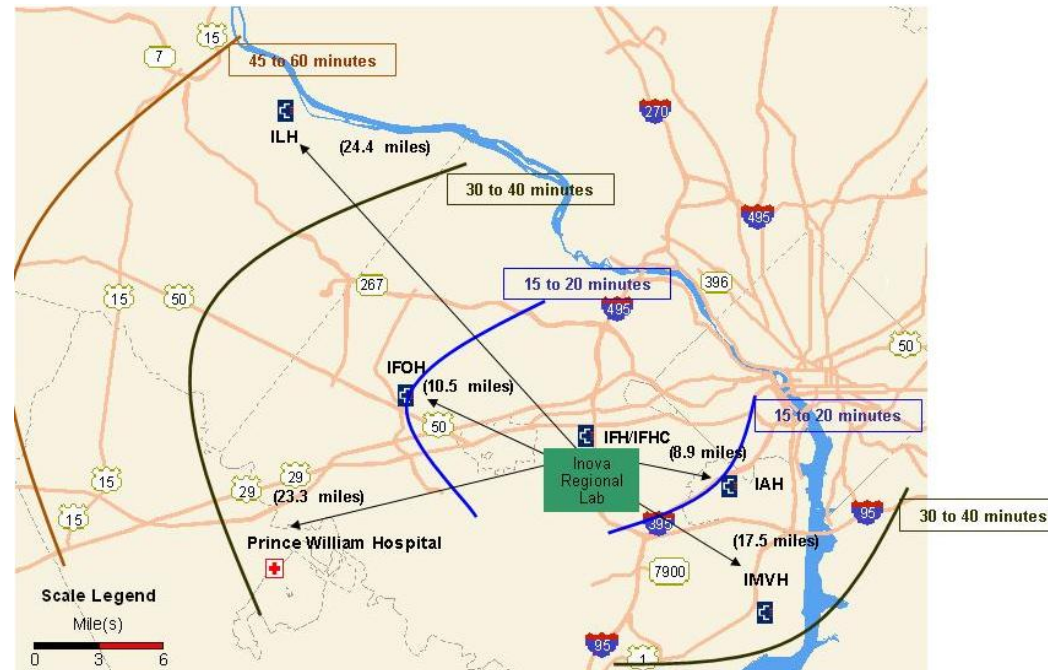 15
7
45 to 60 minutes
ILH
(24.4 miles)
270
30 to 40 minutes
495
267
15 to 20 minutes
396
495
15
50
50
IFOH
(10.5 miles)
50
15 to 20 minutes
IFH/IFHC
(8.9 miles)
Inova
Regional
Lab
IAH
15
29
29
(23.3 miles)
15
395
95
30 to 40 minutes
Prince William Hospital
(17.5 miles)
7900
IMVH
Scale Legend
Mile(s)
0 3 6
95
1